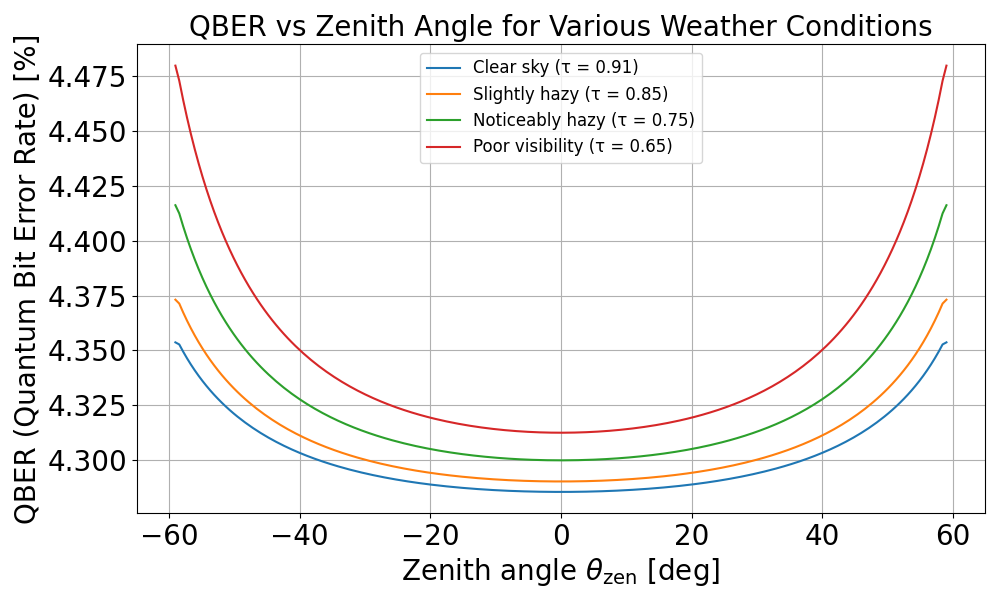 QBER vs Zenith Angle for Various Weather Conditions
QBER (Quantum Bit Error Rate) [%]
4.475
4.450
4.425
4.400
4.375
4.350
4.325
4.300
Clear sky (τ = 0.91)
Slightly hazy (τ = 0.85)
Noticeably hazy (τ = 0.75)
Poor visibility (τ = 0.65)
−60 −40 −20 0 20 40 60
Zenith angle θzen [deg]